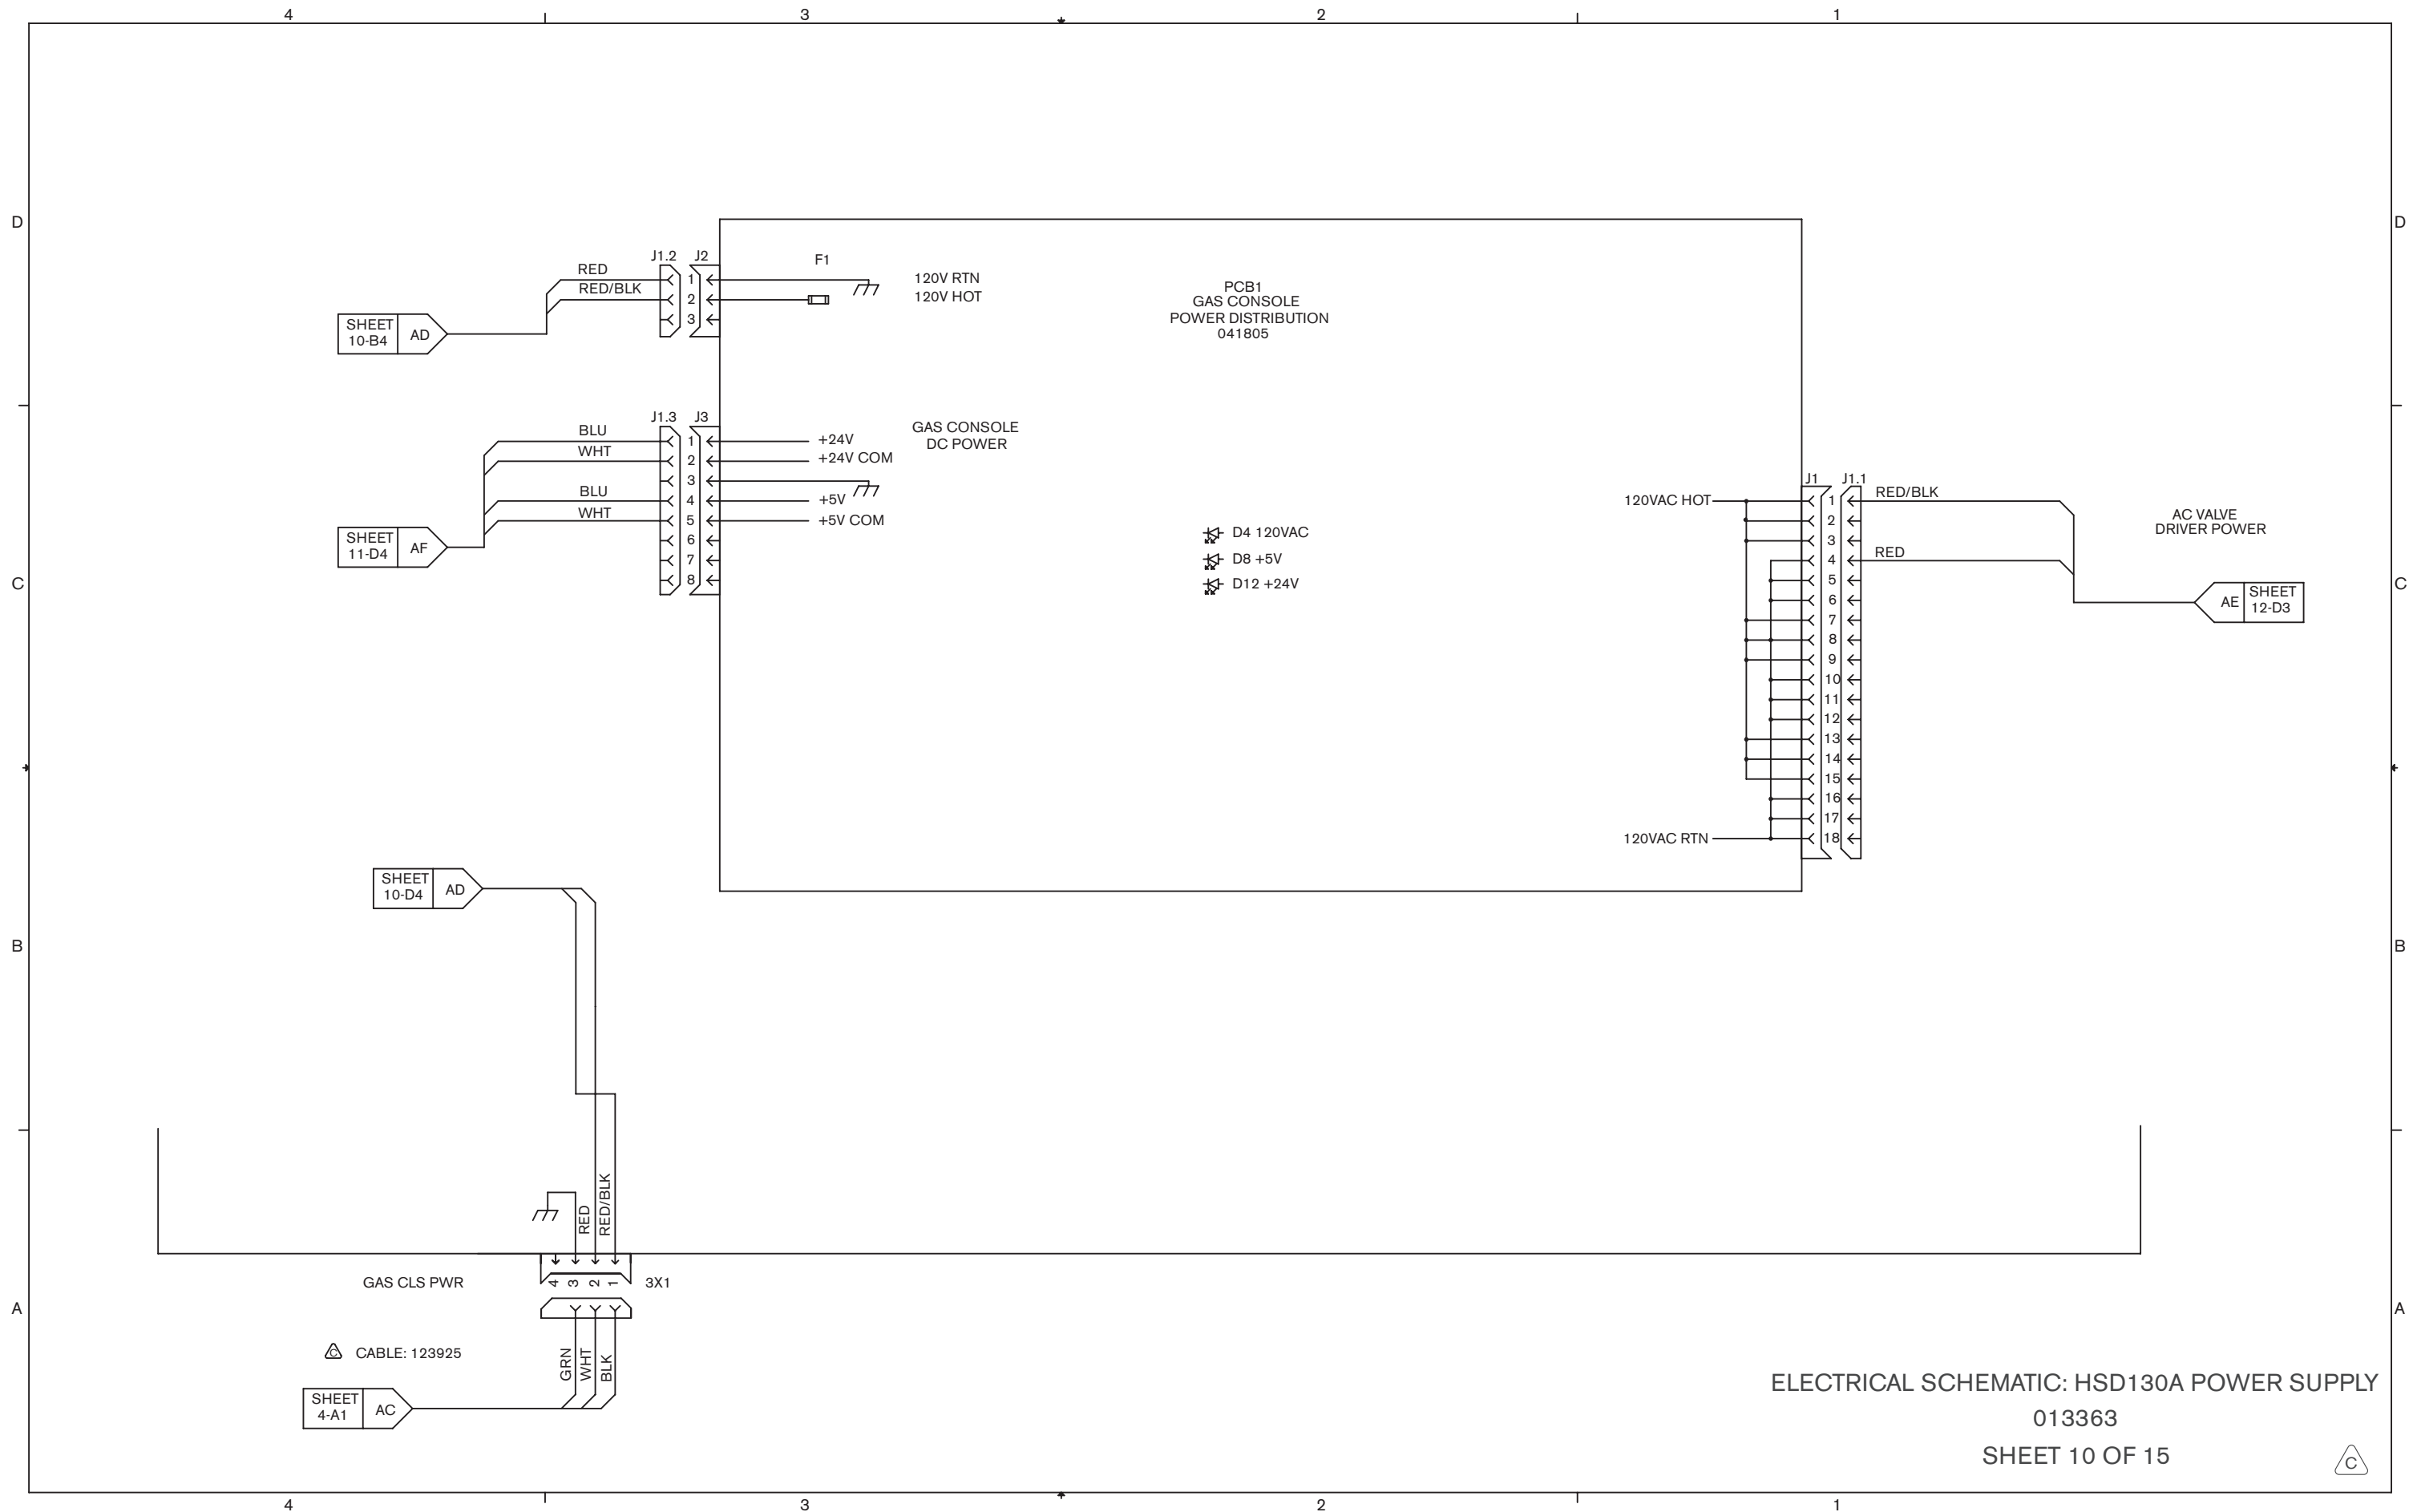 4 3 2 1
D D
J1.2 J2 F1
RED 1 120V RTN
RED/BLK 2 120V HOT
3
SHEET 10-B4 AD
PCB1
GAS CONSOLE
POWER DISTRIBUTION
041805
J1.3 J3
GAS CONSOLE
DC POWER
BLU 1 +24V
WHT 2 +24V COM
3
BLU 4 +5V
WHT 5 +5V COM
6
7
8
SHEET 11-D4 AF
D4 120VAC
D8 +5V
D12 +24V
C C
J1 J1.1
120VAC HOT 1 RED/BLK
2
3
4 RED
5
6
7
8
9
10
11
12
13
14
15
16
17
120VAC RTN 18
AC VALVE
DRIVER POWER
AE SHEET 12-D3
SHEET 10-D4 AD
B B
RED
RED/BLK
GAS CLS PWR 4 3 2 1 3X1
A A
C CABLE: 123925
GRN
WHT
BLK
SHEET 4-A1 AC
ELECTRICAL SCHEMATIC: HSD130A POWER SUPPLY
013363
SHEET 10 OF 15
C
4 3 2 1